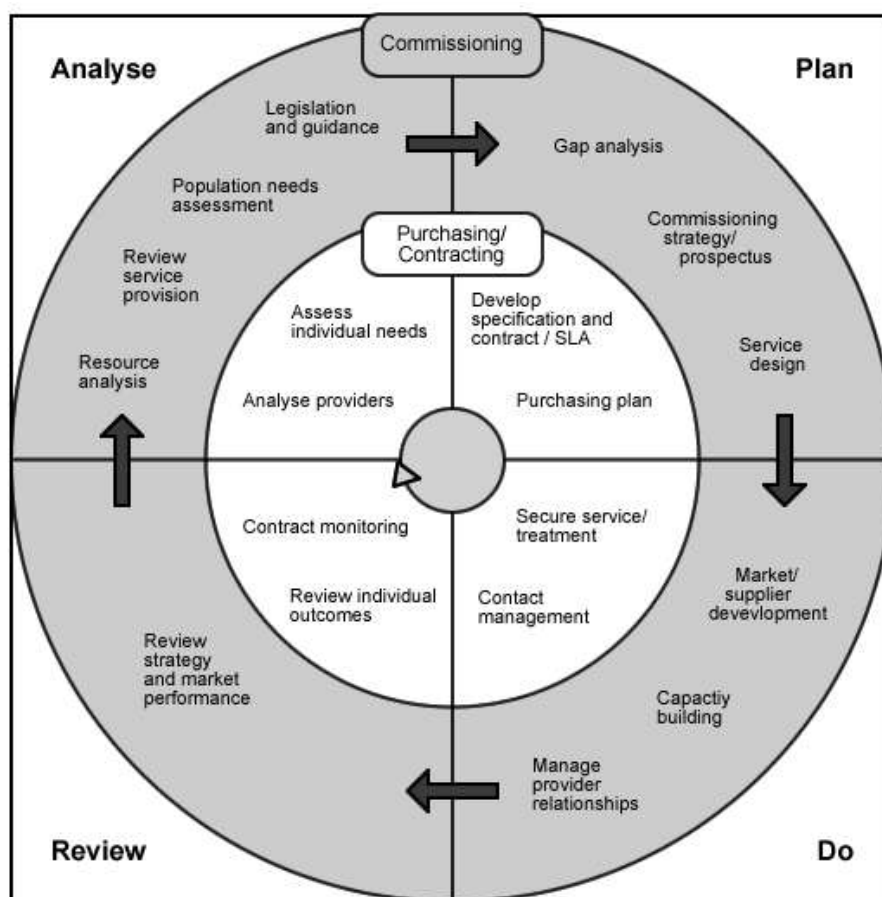 Commissioning
Analyse
Plan
Legislation
and guidance
Gap analysis
Population needs
assessment
Commissioning
strategy/
prospectus
Purchasing/
Contracting
Review
service
provision
Assess
individual needs
Develop
specification and
contract / SLA
Service
design
Resource
analysis
Analyse providers
Purchasing plan
Contract monitoring
Secure service/
treatment
Review individual
outcomes
Contact
management
Market/
supplier
devevlopment
Review
strategy
and market
performance
Capactiy
building
Manage
provider
relationships
Review
Do